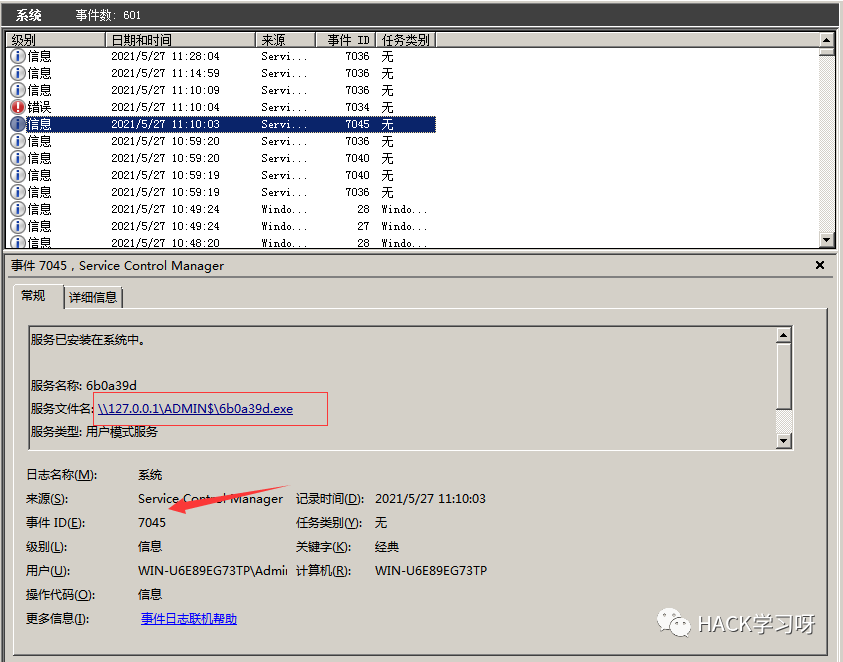 系统 事件数: 601
级别 日期和时间 来源 事件 ID 任务类别
信息 2021/5/27 11:28:04 Servi... 7036 无
信息 2021/5/27 11:14:59 Servi... 7036 无
信息 2021/5/27 11:10:09 Servi... 7036 无
错误 2021/5/27 11:10:04 Servi... 7034 无
信息 2021/5/27 11:10:03 Servi... 7045 无
信息 2021/5/27 10:59:20 Servi... 7036 无
信息 2021/5/27 10:59:20 Servi... 7040 无
信息 2021/5/27 10:59:19 Servi... 7040 无
信息 2021/5/27 10:59:19 Servi... 7036 无
信息 2021/5/27 10:49:24 Windo... 28 Windo...
信息 2021/5/27 10:49:24 Windo... 27 Windo...
信息 2021/5/27 10:48:20 Windo... 28 Windo...
事件 7045，Service Control Manager
常规 详细信息
服务已安装在系统中。
服务名称: 6b0a39d
服务文件名: \\127.0.0.1\ADMIN$\6b0a39d.exe
服务类型: 用户模式服务
日志名称(M): 系统
来源(S): Service Control Manager 记录时间(D): 2021/5/27 11:10:03
事件 ID(E): 7045 任务类别(Y): 无
级别(L): 信息 关键字(K): 经典
用户(U): WIN-U6E89EG73TP\Admin 计算机(R): WIN-U6E89EG73TP
操作代码(O): 信息
更多信息(I): 事件日志联机帮助
HACK学习呀